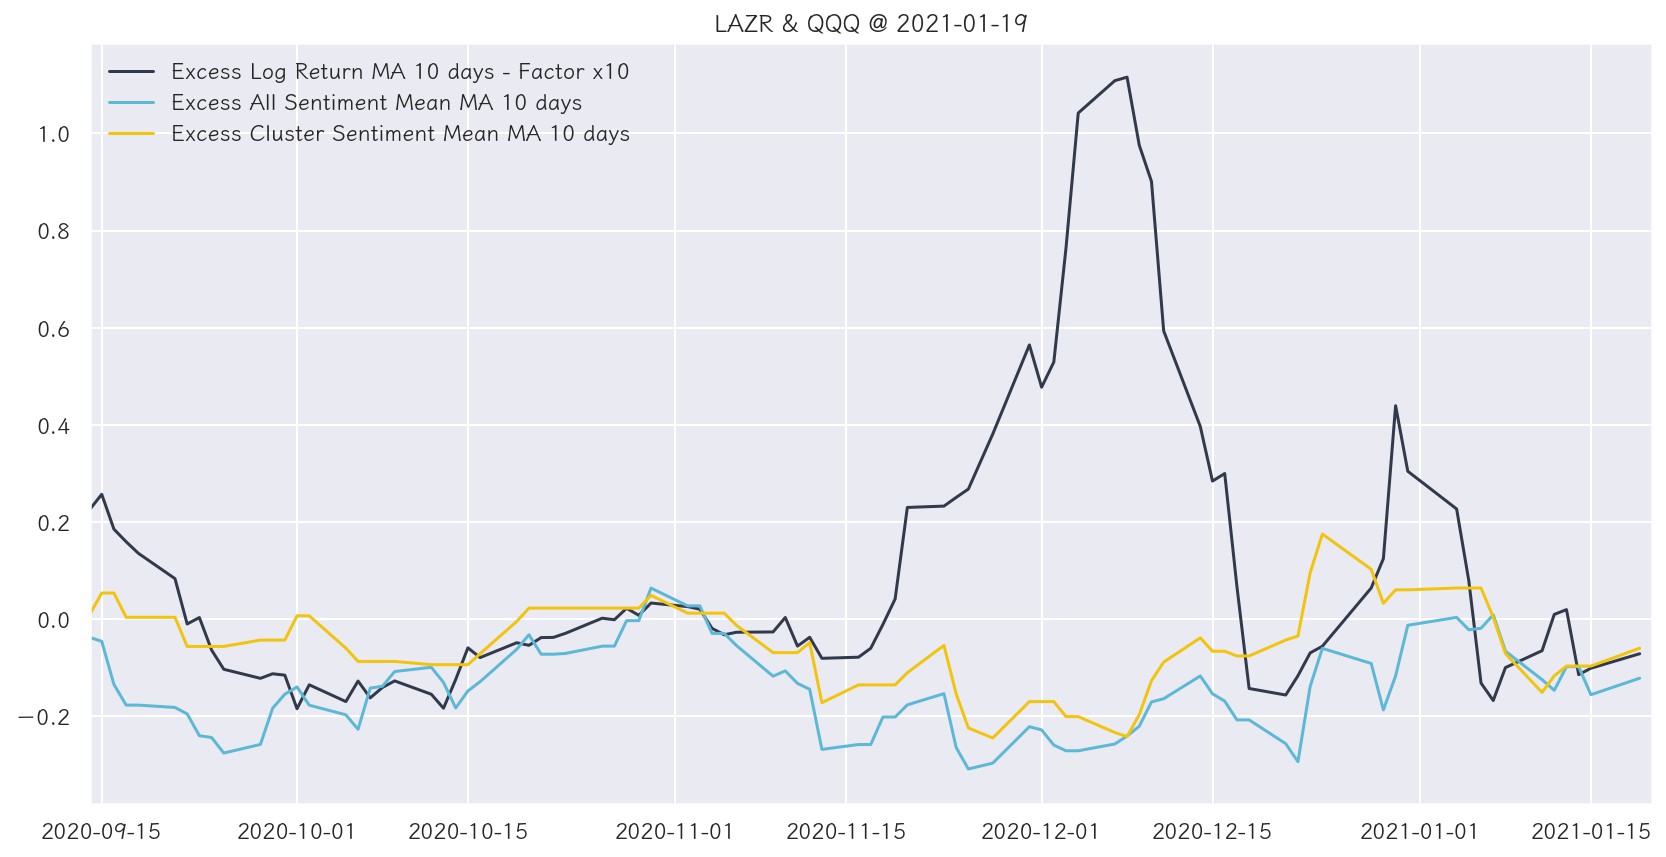 LAZR & QQQ @ 2021-01-19
Excess Log Return MA 10 days - Factor x10
Excess All Sentiment Mean MA 10 days
Excess Cluster Sentiment Mean MA 10 days
1.0
0.8
0.6
0.4
0.2
0.0
−0.2
2020-09-15 2020-10-01 2020-10-15 2020-11-01 2020-11-15 2020-12-01 2020-12-15 2021-01-01 2021-01-15